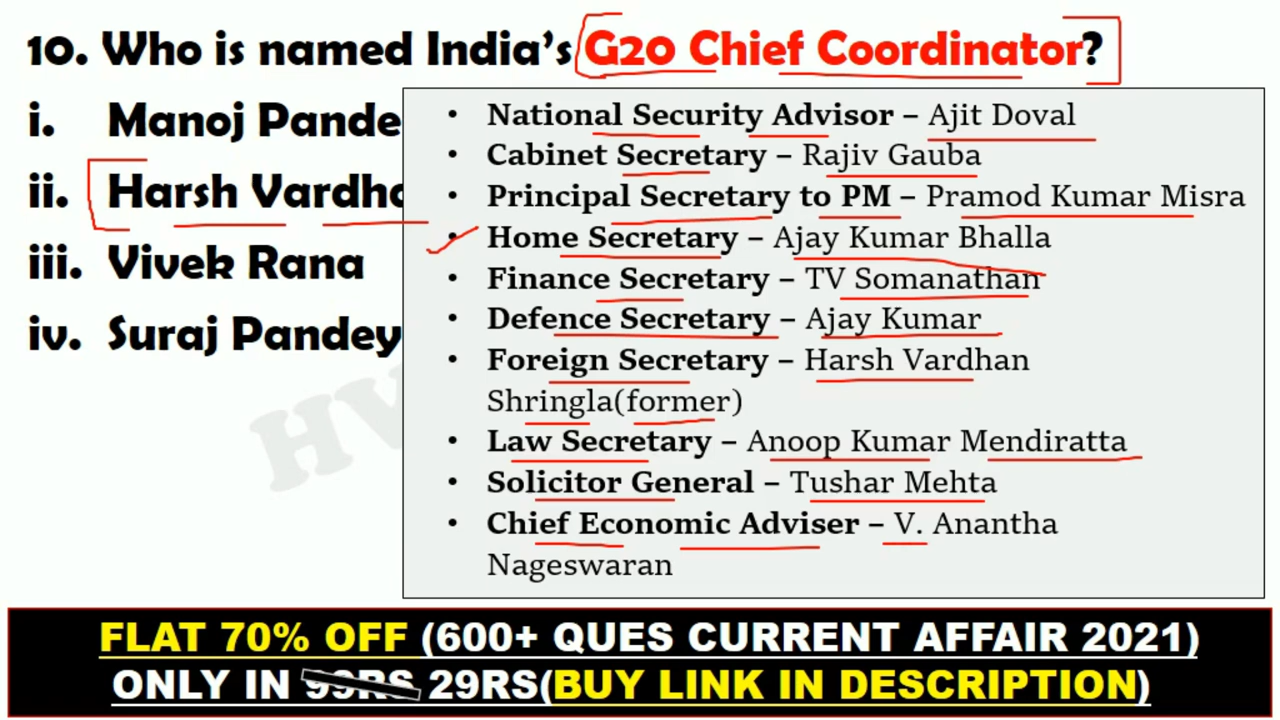 10. Who is named India's G20 Chief Coordinator?
i. Manoj Pande
ii. Harsh Vardha
iii. Vivek Rana
iv. Suraj Pandey
• National Security Advisor – Ajit Doval
• Cabinet Secretary – Rajiv Gauba
• Principal Secretary to PM – Pramod Kumar Misra
• Home Secretary – Ajay Kumar Bhalla
• Finance Secretary – TV Somanathan
• Defence Secretary – Ajay Kumar
• Foreign Secretary – Harsh Vardhan
Shringla(former)
• Law Secretary – Anoop Kumar Mendiratta
• Solicitor General – Tushar Mehta
• Chief Economic Adviser – V. Anantha
Nageswaran
HV
FLAT 70% OFF (600+ QUES CURRENT AFFAIR 2021)
ONLY IN 99RS 29RS(BUY LINK IN DESCRIPTION)